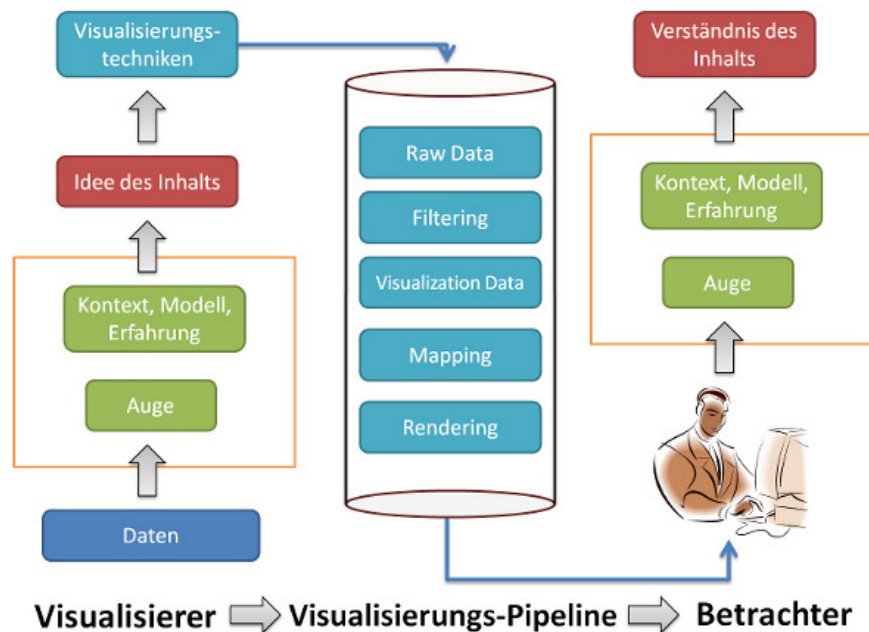 Visualisierungs-
techniken
Idee des Inhalts
Kontext, Modell,
Erfahrung
Auge
Daten
Raw Data
Filtering
Visualization Data
Mapping
Rendering
Verständnis des
Inhalts
Kontext, Modell,
Erfahrung
Auge
Visualisierer
Visualisierungs-Pipeline
Betrachter